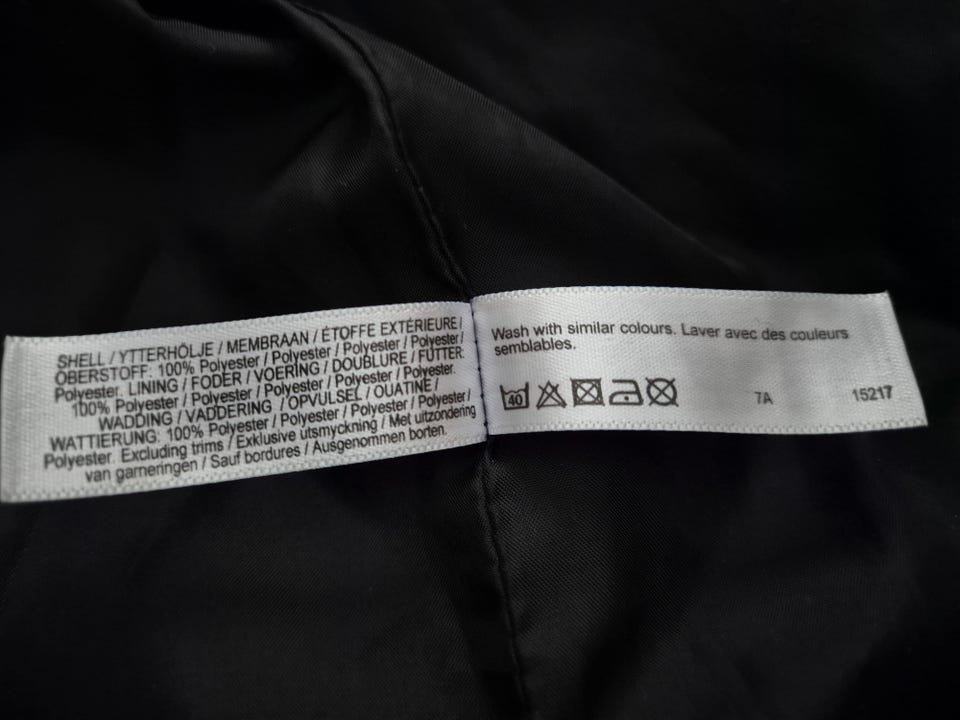 SHELL / YTTERHÖLJE / MEMBRAAN / ÉTOFFE EXTÉRIEURE /
OBERSTOFF: 100% Polyester / Polyester / Polyester / Polyester /
Polyester. LINING / FODER / VOERING / DOUBLURE / FUTTER:
100% Polyester / Polyester / Polyester / Polyester / Polyester.
WADDING / VADDERING / OPVULSEL / OUATINE /
WATTIERUNG: 100% Polyester / Polyester / Polyester / Polyester /
Polyester. Excluding trims / Exklusive utsmyckning / Met uitzondering
van garneringen / Sauf bordures / Ausgenommen borten.
Wash with similar colours. Laver avec des couleurs
semblables.
40
7A
15217